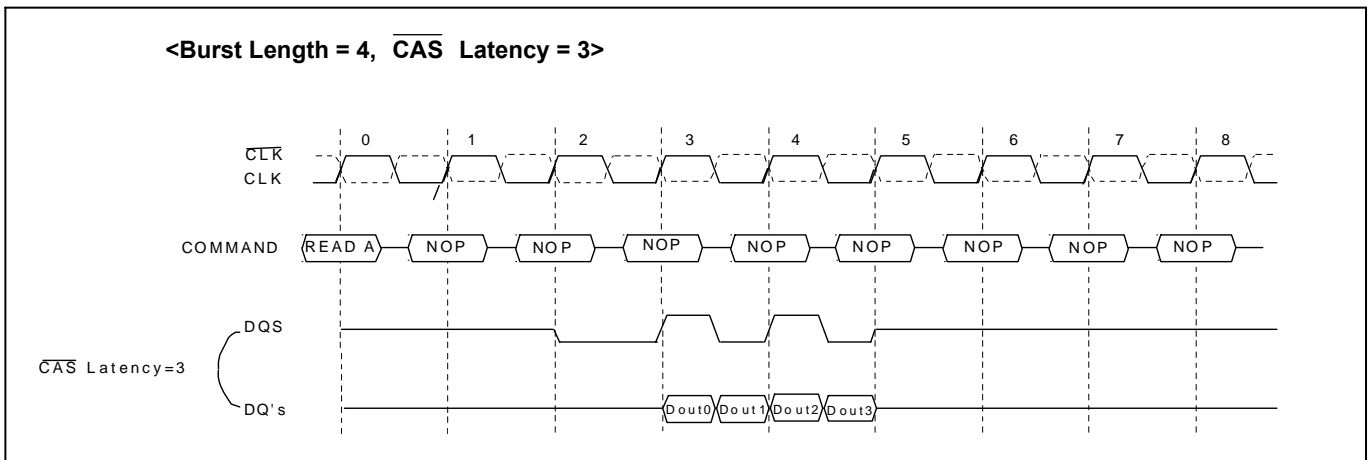 <Burst Length = 4, CAS Latency = 3>
0 1 2 3 4 5 6 7 8
CLK
CLK
COMMAND READ A NOP NOP NOP NOP NOP NOP NOP NOP
DQS
CAS Latency=3
DQ's Dout0 Dout1 Dout2 Dout3